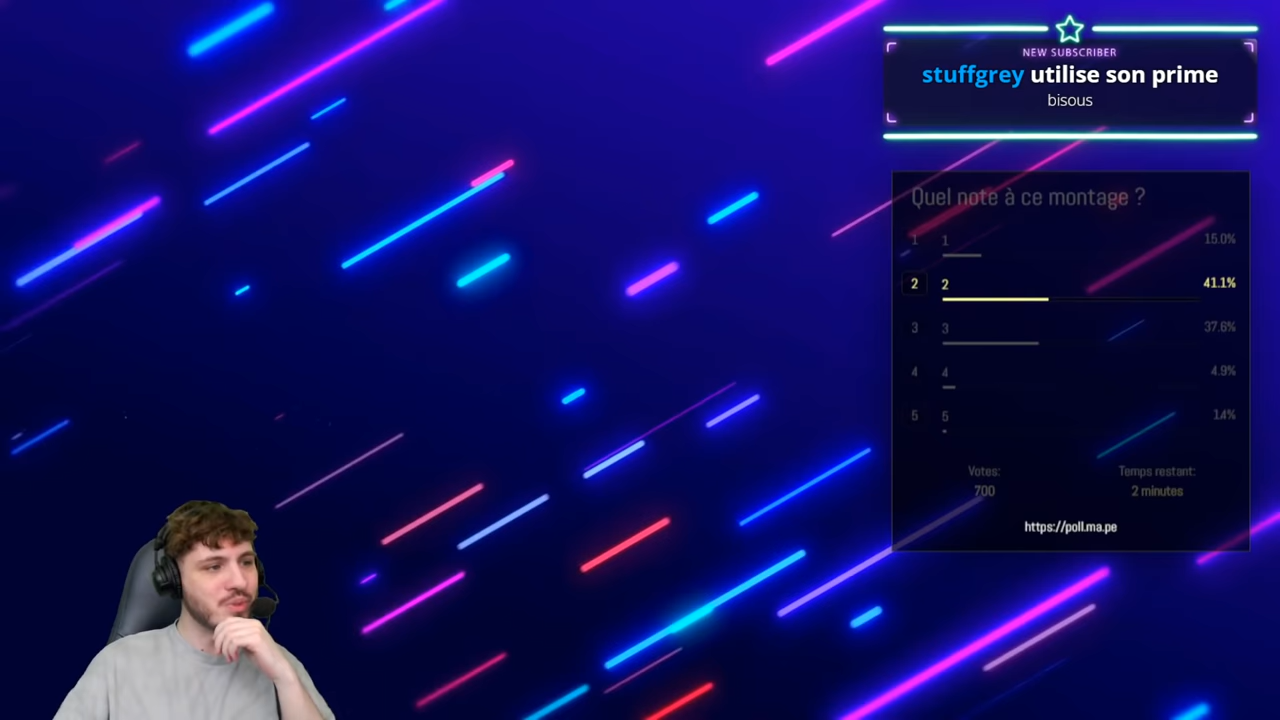 NEW SUBSCRIBER
stuffgrey utilise son prime
bisous
Quel note à ce montage ?
1 1 15.0%
2 2 41.1%
3 3 37.6%
4 4 4.9%
5 5 1.4%
Votes: Temps restant:
700 2 minutes
https://poll.ma.pe